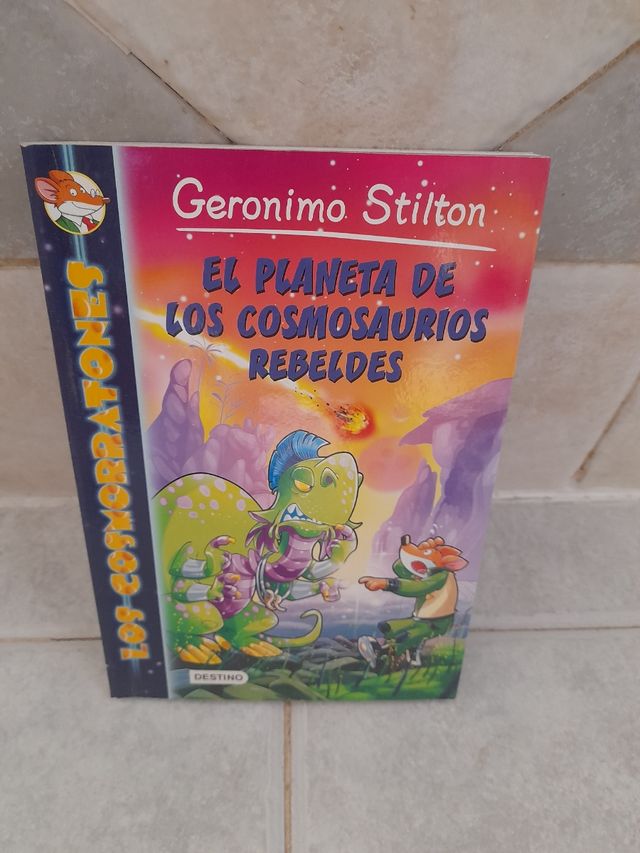 Geronimo Stilton
EL PLANETA DE
LOS COSMOSAURIOS
REBELDES
LOS COSMORRATONES
DESTINO